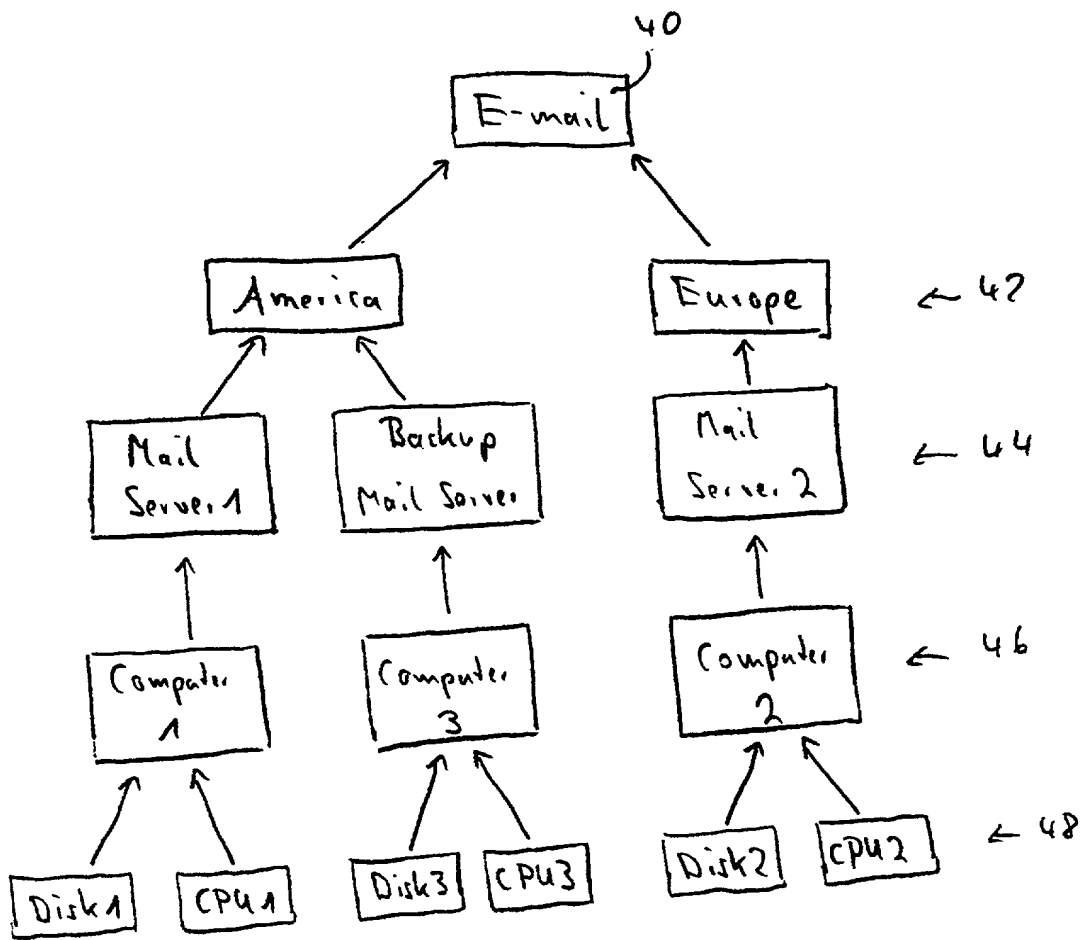 40
E-mail
America
Europe
42
Mail
Server 1
Backup
Mail Server
Mail
Server 2
44
Computer
1
Computer
3
Computer
2
46
Disk1
CPU1
Disk3
CPU3
Disk2
CPU2
48